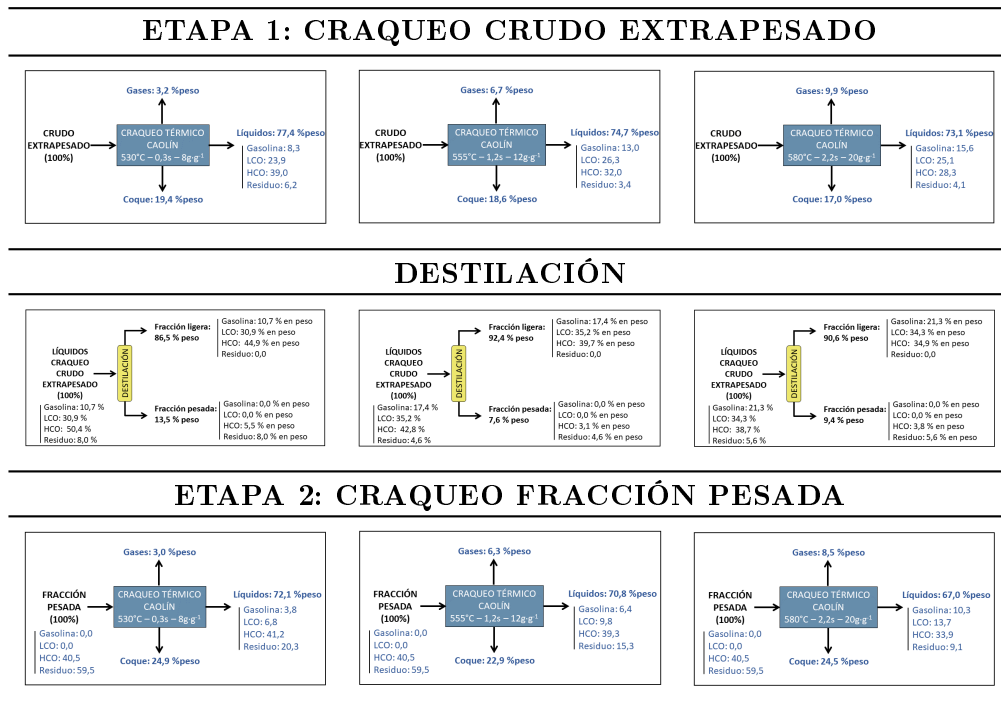 ETAPA 1: CRAQUEO CRUDO EXTRAPESADO
Gases: 3,2 %peso
CRUDO
EXTRAPESADO
(100%)
CRAQUEO TÉRMICO
CAOLÍN
530°C – 0,3s – 8g·g⁻¹
Líquidos: 77,4 %peso
Gasolina: 8,3
LCO: 23,9
HCO: 39,0
Residuo: 6,2
Coque: 19,4 %peso
Gases: 6,7 %peso
CRUDO
EXTRAPESADO
(100%)
CRAQUEO TÉRMICO
CAOLÍN
555°C – 1,2s – 12g·g⁻¹
Líquidos: 74,7 %peso
Gasolina: 13,0
LCO: 26,3
HCO: 32,0
Residuo: 3,4
Coque: 18,6 %peso
Gases: 9,9 %peso
CRUDO
EXTRAPESADO
(100%)
CRAQUEO TÉRMICO
CAOLÍN
580°C – 2,2s – 20g·g⁻¹
Líquidos: 73,1 %peso
Gasolina: 15,6
LCO: 25,1
HCO: 28,3
Residuo: 4,1
Coque: 17,0 %peso
DESTILACIÓN
LÍQUIDOS
CRAQUEO
CRUDO
EXTRAPESADO
(100%)
Gasolina: 10,7 %
LCO: 30,9 %
HCO: 50,4 %
Residuo: 8,0 %
DESTILACIÓN
Fracción ligera:
86,5 % peso
Gasolina: 10,7 % en peso
LCO: 30,9 % en peso
HCO: 44,9 % en peso
Residuo: 0,0
Fracción pesada:
13,5 % peso
Gasolina: 0,0 % en peso
LCO: 0,0 % en peso
HCO: 5,5 % en peso
Residuo: 8,0 % en peso
LÍQUIDOS
CRAQUEO
CRUDO
EXTRAPESADO
(100%)
Gasolina: 17,4 %
LCO: 35,2 %
HCO: 42,8 %
Residuo: 4,6 %
DESTILACIÓN
Fracción ligera:
92,4 % peso
Gasolina: 17,4 % en peso
LCO: 35,2 % en peso
HCO: 39,7 % en peso
Residuo: 0,0
Fracción pesada:
7,6 % peso
Gasolina: 0,0 % en peso
LCO: 0,0 % en peso
HCO: 3,1 % en peso
Residuo: 4,6 % en peso
LÍQUIDOS
CRAQUEO
CRUDO
EXTRAPESADO
(100%)
Gasolina: 21,3 %
LCO: 34,3 %
HCO: 38,7 %
Residuo: 5,6 %
DESTILACIÓN
Fracción ligera:
90,6 % peso
Gasolina: 21,3 % en peso
LCO: 34,3 % en peso
HCO: 34,9 % en peso
Residuo: 0,0
Fracción pesada:
9,4 % peso
Gasolina: 0,0 % en peso
LCO: 0,0 % en peso
HCO: 3,8 % en peso
Residuo: 5,6 % en peso
ETAPA 2: CRAQUEO FRACCIÓN PESADA
Gases: 3,0 %peso
FRACCIÓN
PESADA
(100%)
Gasolina: 0,0
LCO: 0,0
HCO: 40,5
Residuo: 59,5
CRAQUEO TÉRMICO
CAOLÍN
530°C – 0,3s – 8g·g⁻¹
Líquidos: 72,1 %peso
Gasolina: 3,8
LCO: 6,8
HCO: 41,2
Residuo: 20,3
Coque: 24,9 %peso
Gases: 6,3 %peso
FRACCIÓN
PESADA
(100%)
Gasolina: 0,0
LCO: 0,0
HCO: 40,5
Residuo: 59,5
CRAQUEO TÉRMICO
CAOLÍN
555°C – 1,2s – 12g·g⁻¹
Líquidos: 70,8 %peso
Gasolina: 6,4
LCO: 9,8
HCO: 39,3
Residuo: 15,3
Coque: 22,9 %peso
Gases: 8,5 %peso
FRACCIÓN
PESADA
(100%)
Gasolina: 0,0
LCO: 0,0
HCO: 40,5
Residuo: 59,5
CRAQUEO TÉRMICO
CAOLÍN
580°C – 2,2s – 20g·g⁻¹
Líquidos: 67,0 %peso
Gasolina: 10,3
LCO: 13,7
HCO: 33,9
Residuo: 9,1
Coque: 24,5 %peso